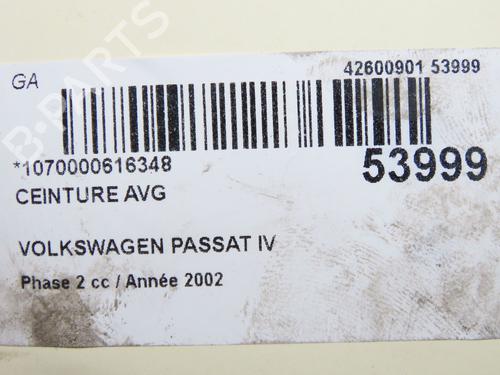 GA
42600901 53999
*1070000616348
53999
CEINTURE AVG
VOLKSWAGEN PASSAT IV
Phase 2 cc / Année 2002
B-PARTS